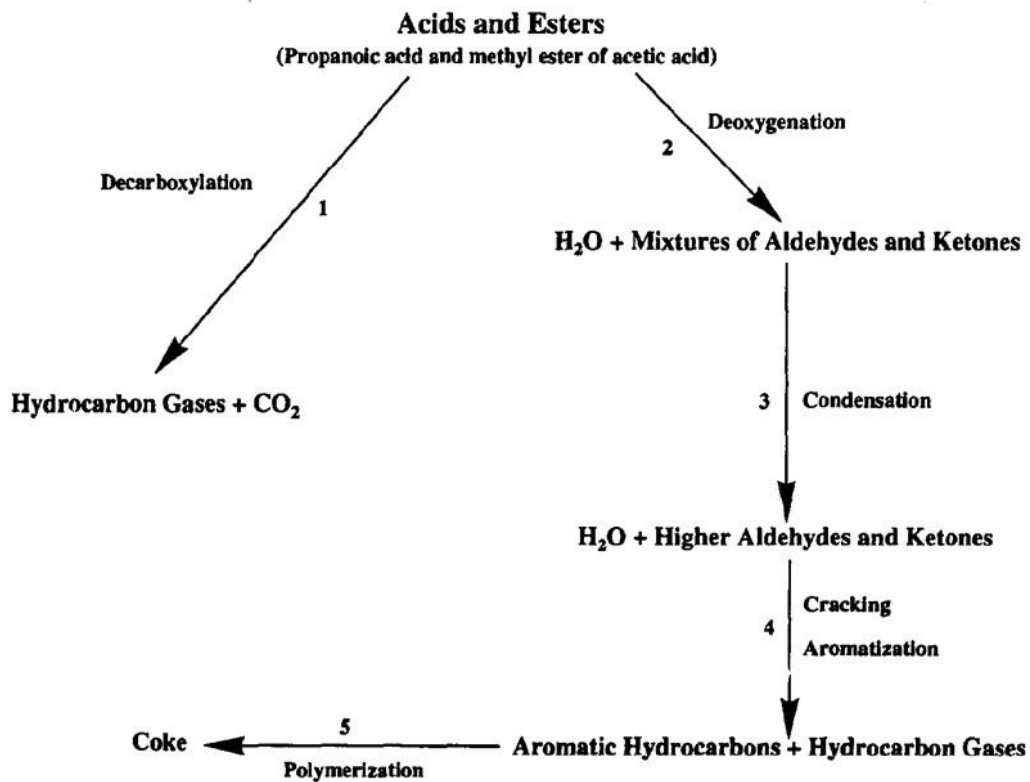 Acids and Esters
(Propanoic acid and methyl ester of acetic acid)
Deoxygenation
2
Decarboxylation
1
H₂O + Mixtures of Aldehydes and Ketones
Hydrocarbon Gases + CO₂
3 Condensation
H₂O + Higher Aldehydes and Ketones
Cracking
4
Aromatization
5
Coke
Aromatic Hydrocarbons + Hydrocarbon Gases
Polymerization